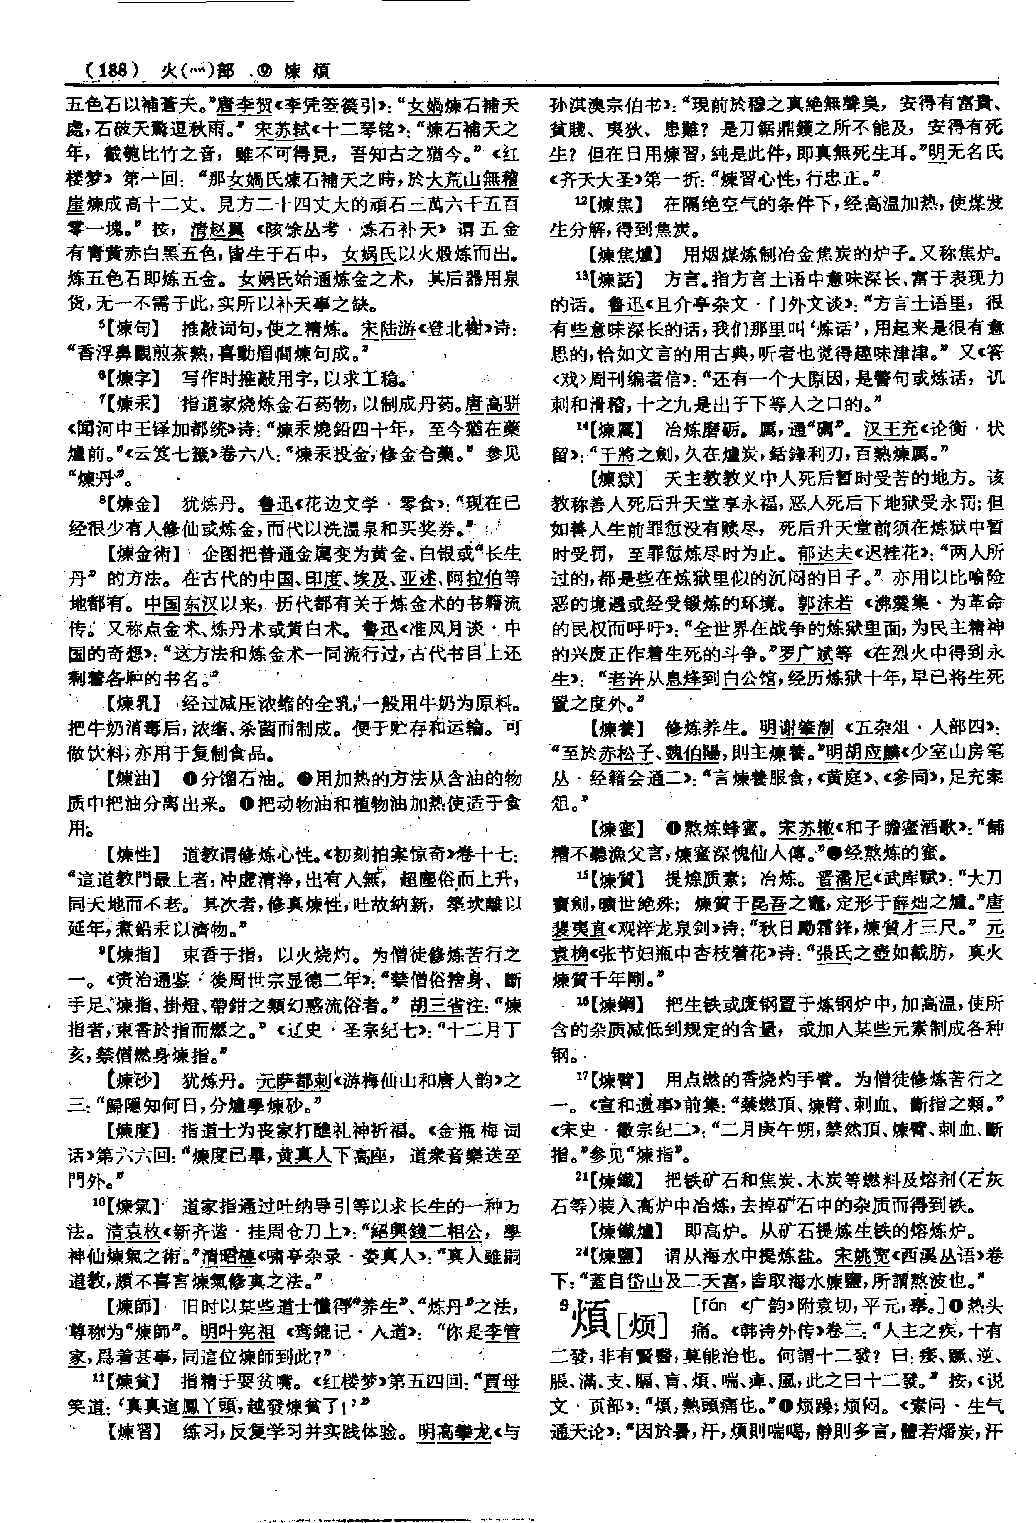 (188) 火(灬)部 ⑨ 煉 煩
五色石以補蒼天。”唐李贺《李凭箜篌引》:“女媧煉石補天
處,石破天驚逗秋雨。” 宋苏轼《十二琴铭》:“煉石補天之
年, 截匏比竹之音, 雖不可得見, 吾知古之猶今。”《红
楼梦》第一回: “那女媧氏煉石補天之時,於大荒山無稽
崖煉成高十二丈、見方二十四丈大的頑石三萬六千五百
零一塊。” 按, 清赵翼《陔馀丛考·炼石补天》谓五金
有青黄赤白黑五色,皆生于石中, 女娲氏以火煅炼而出。
炼五色石即炼五金。女娲氏始通炼金之术, 其后器用泉
货,无一不需于此,实所以补天事之缺。
⁵【煉句】 推敲词句,使之精炼。宋陆游《登北榭》诗:
“香浮鼻觀煎茶熟,喜動眉間煉句成。”
⁶【煉字】 写作时推敲用字,以求工稳。
⁷【煉汞】 指道家烧炼金石药物,以制成丹药。唐高骈
《闻河中王铎加都统》诗:“煉汞燒鉛四十年, 至今猶在藥
爐前。”《云笈七籤》卷六八:“煉汞投金,修金合藥。” 参见
“煉丹”。
⁸【煉金】 犹炼丹。鲁迅《花边文学·零食》:“现在已
经很少有人修仙或炼金,而代以洗温泉和买奖券。”
【煉金術】 企图把普通金属变为黄金、白银或“长生
丹” 的方法。在古代的中国、印度、埃及、亚述、阿拉伯等
地都有。中国东汉以来, 历代都有关于炼金术的书籍流
传。又称点金术、炼丹术或黄白术。鲁迅《准风月谈·中
国的奇想》:“这方法和炼金术一同流行过,古代书目上还
剩着各种的书名。”
【煉乳】 经过减压浓缩的全乳,一般用牛奶为原料。
把牛奶消毒后,浓缩、杀菌而制成。便于贮存和运输。可
做饮料,亦用于复制食品。
【煉油】 ❶分馏石油。❷用加热的方法从含油的物
质中把油分离出来。❸把动物油和植物油加热使适于食
用。
【煉性】 道教谓修炼心性。《初刻拍案惊奇》卷十七:
“這道教門最上者,冲虚清净,出有入無, 超塵俗而上升,
同天地而不老。其次者,修真煉性,吐故納新, 築坎離以
延年,煮鉛汞以濟物。”
⁹【煉指】 束香于指, 以火烧灼。为僧徒修炼苦行之
一。《资治通鉴·後周世宗显德二年》:“禁僧俗捨身、斷
手足、煉指、掛燈、帶鉗之類幻惑流俗者。” 胡三省注:“煉
指者,束香於指而燃之。”《辽史·圣宗纪七》:“十二月丁
亥,禁僧燃身煉指。”
【煉砂】 犹炼丹。元萨都剌《游梅仙山和唐人韵》之
三:“歸隱知何日,分爐學煉砂。”
【煉度】 指道士为丧家打醮礼神祈福。《金瓶梅词
话》第六六回:“煉度已畢,黄真人下高座, 道衆音樂送至
門外。”
¹⁰【煉氣】 道家指通过吐纳导引等以求长生的一种方
法。清袁枚《新齐谐·挂周仓刀上》:“紹興錢二相公, 學
神仙煉氣之術。”清昭槤《啸亭杂录·娄真人》:“真人雖嗣
道教,頗不喜言煉氣修真之法。”
【煉師】 旧时以某些道士懂得“养生”、“炼丹”之法,
尊称为“煉師”。明叶宪祖《鸾鎞记·入道》: “你是李管
家,爲着甚事,同這位煉師到此?”
¹¹【煉貧】 指精于耍贫嘴。《红楼梦》第五四回:“賈母
笑道:‘真真這鳳丫頭,越發煉貧了!’”
【煉習】 练习,反复学习并实践体验。明高攀龙《与
孙淇澳宗伯书》:“現前於穆之真絶無聲臭, 安得有富貴、
貧賤、夷狄、患難? 是刀鋸鼎鑊之所不能及, 安得有死
生? 但在日用煉習,純是此件,即真無死生耳。”明无名氏
《齐天大圣》第一折:“煉習心性,行忠正。”
¹²【煉焦】 在隔绝空气的条件下,经高温加热,使煤发
生分解,得到焦炭。
【煉焦爐】 用烟煤炼制冶金焦炭的炉子。又称焦炉。
¹³【煉話】 方言。指方言土语中意味深长、富于表现力
的话。鲁迅《且介亭杂文·门外文谈》:“方言土语里, 很
有些意味深长的话,我们那里叫‘炼话’,用起来是很有意
思的,恰如文言的用古典,听者也觉得趣味津津。” 又《答
〈戏〉周刊编者信》:“还有一个大原因,是警句或炼话, 讥
刺和滑稽,十之九是出于下等人之口的。”
¹⁴【煉厲】 冶炼磨砺。厲,通“礪”。汉王充《论衡·状
留》:“干將之劍,久在爐炭,銛鋒利刃,百熟煉厲。”
【煉獄】 天主教教义中人死后暂时受苦的地方。该
教称善人死后升天堂享永福,恶人死后下地狱受永罚;但
如善人生前罪愆没有赎尽, 死后升天堂前须在炼狱中暂
时受罚, 至罪愆炼尽时为止。郁达夫《迟桂花》:“两人所
过的,都是些在炼狱里似的沉闷的日子。” 亦用以比喻险
恶的境遇或经受锻炼的环境。郭沫若 《沸羹集·为革命
的民权而呼吁》:“全世界在战争的炼狱里面,为民主精神
的兴废正作着生死的斗争。”罗广斌等 《在烈火中得到永
生》: “老许从息烽到白公馆,经历炼狱十年,早已将生死
置之度外。”
【煉養】 修炼养生。明谢肇淛 《五杂俎·人部四》:
“至於赤松子、魏伯陽,則主煉養。”明胡应麟《少室山房笔
丛·经籍会通二》:“言煉養服食,《黄庭》、《參同》,足充案
俎。”
【煉蜜】 ❶熬炼蜂蜜。宋苏辙《和子瞻蜜酒歌》:“餔
糟不聽漁父言,煉蜜深愧仙人傳。”❷经熬炼的蜜。
¹⁵【煉質】 提炼质素; 冶炼。晋潘尼《武库赋》:“大刀
寶劍,曠世絶殊; 煉質于昆吾之竈,定形于薛燭之爐。”唐
裴夷直《观淬龙泉剑》诗:“秋日勵霜鋒,煉質才三尺。” 元
袁桷《张节妇瓶中杏枝着花》诗:“張氏之壺如截肪, 真火
煉質千年剛。”
¹⁶【煉鋼】 把生铁或废钢置于炼钢炉中,加高温,使所
含的杂质减低到规定的含量, 或加入某些元素制成各种
钢。
¹⁷【煉臂】 用点燃的香烧灼手臂。为僧徒修炼苦行之
一。《宣和遗事》前集:“禁燃頂、煉臂、刺血、斷指之類。”
《宋史·徽宗纪二》:“二月庚午朔,禁然頂、煉臂、刺血、斷
指。”参见“煉指”。
²¹【煉鐵】 把铁矿石和焦炭、木炭等燃料及熔剂(石灰
石等)装入高炉中冶炼,去掉矿石中的杂质而得到铁。
【煉鐵爐】 即高炉。从矿石提炼生铁的熔炼炉。
²⁴【煉鹽】 谓从海水中提炼盐。宋姚宽《西溪丛语》卷
下:“蓋自岱山及二天富,皆取海水煉鹽,所謂熬波也。”
⁹煩[烦] [fán 《广韵》附袁切,平元,奉。]❶热头
痛。《韩诗外传》卷三:“人主之疾,十有
二發,非有賢醫,莫能治也。何謂十二發? 曰:痿、蹶、逆、
脹、滿、支、膈、肓、煩、喘、痺、風,此之曰十二發。” 按,《说
文·页部》:“煩,熱頭痛也。”❷烦躁;烦闷。《素问·生气
通天论》:“因於暑,汗,煩則喘喝,静則多言,體若燔炭,汗